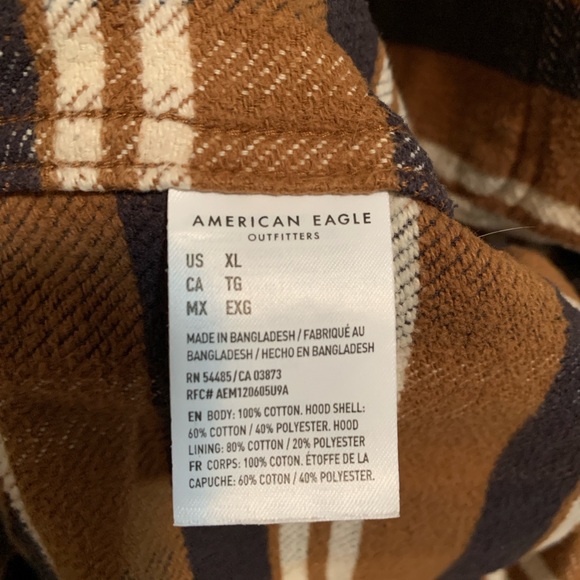 AMERICAN EAGLE
OUTFITTERS
US XL
CA TG
MX EXG
MADE IN BANGLADESH / FABRIQUÉ AU
BANGLADESH / HECHO EN BANGLADESH
RN 54485/CA 03873
RFC# AEM120605U9A
EN BODY: 100% COTTON. HOOD SHELL:
60% COTTON / 40% POLYESTER. HOOD
LINING: 80% COTTON / 20% POLYESTER
FR CORPS: 100% COTON. ÉTOFFE DE LA
CAPUCHE: 60% COTON / 40% POLYESTER.